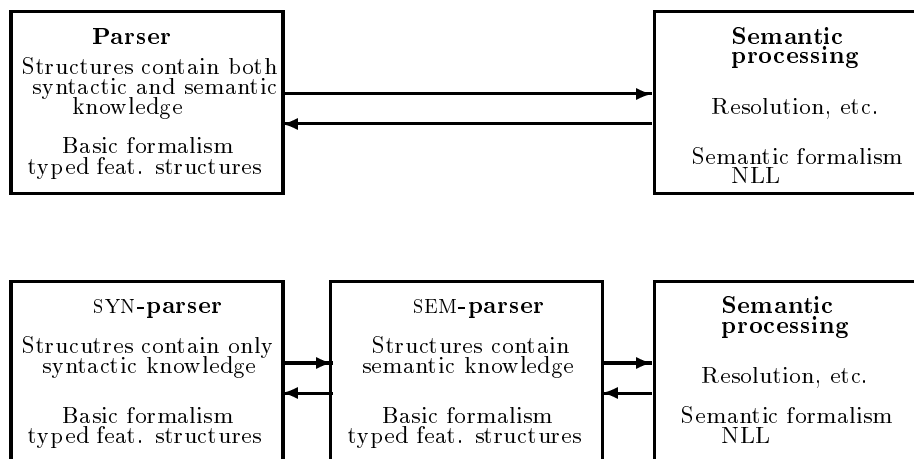 Parser
Structures contain both
syntactic and semantic
knowledge
Basic formalism
typed feat. structures
Semantic
processing
Resolution, etc.
Semantic formalism
NLL
SYN-parser
Strucutres contain only
syntactic knowledge
Basic formalism
typed feat. structures
SEM-parser
Structures contain
semantic knowledge
Basic formalism
typed feat. structures
Semantic
processing
Resolution, etc.
Semantic formalism
NLL